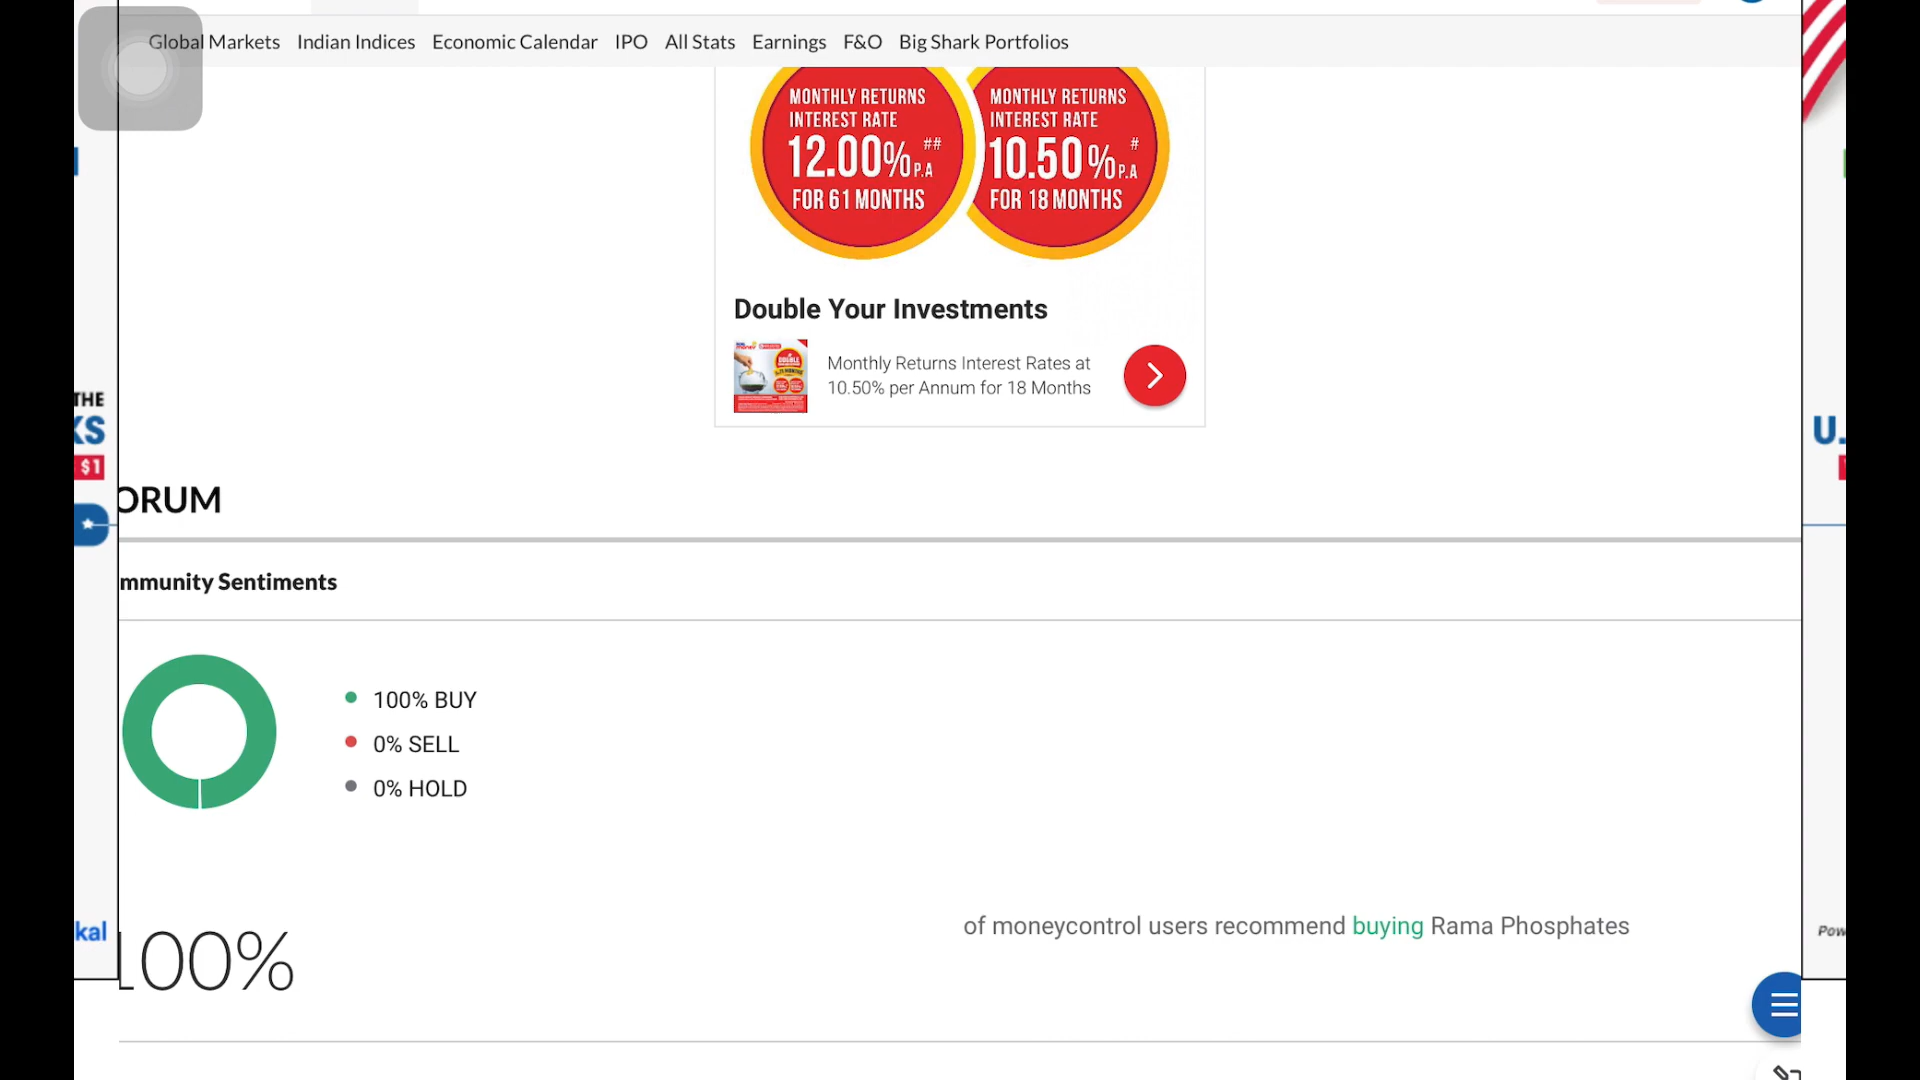 Global Markets Indian Indices Economic Calendar IPO All Stats Earnings F&O Big Shark Portfolios
MONTHLY RETURNS
INTEREST RATE
12.00%## P.A
FOR 61 MONTHS
MONTHLY RETURNS
INTEREST RATE
10.50%# P.A
FOR 18 MONTHS
Double Your Investments
Monthly Returns Interest Rates at
10.50% per Annum for 18 Months
THE
KS
$1
U.
ORUM
mmunity Sentiments
100% BUY
0% SELL
0% HOLD
kal
100%
of moneycontrol users recommend buying Rama Phosphates
Pow